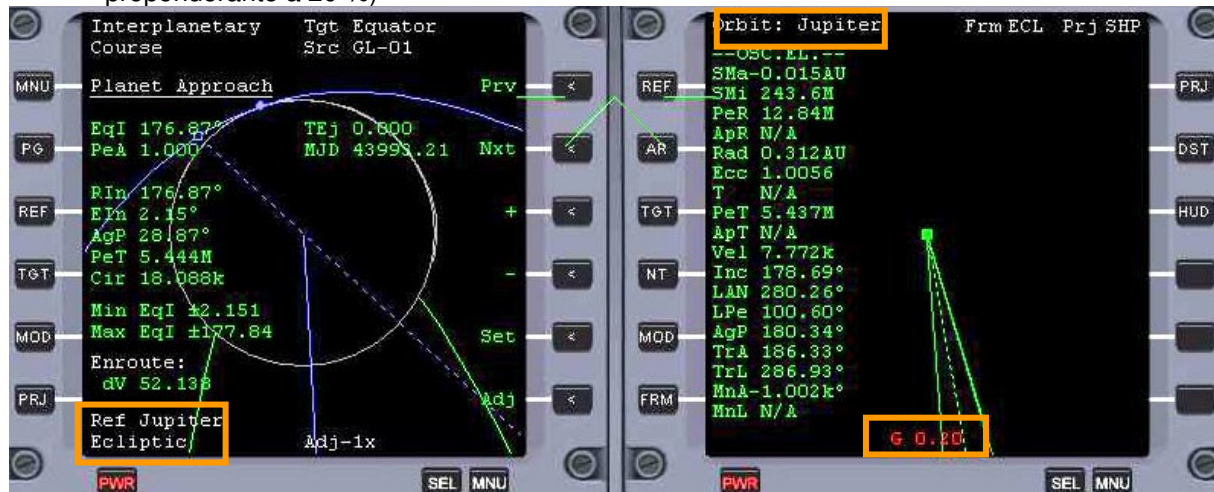 preponderante à 20 %)
Interplanetary Tgt Equator
Course Src GL-01
Planet Approach Prv
EqI 176.87° TEj 0.000
PeA 1.000 MJD 43993.21 Nxt
RIn 176.87°
EIn 2.15° +
AgP 28.87°
PeT 5.444M
Cir 18.088k -
Min EqI ±2.151
Max EqI ±177.84 Set
Enroute:
dV 52.138
Adj
Ref Jupiter
Ecliptic Adj-1x
MNU
PG
REF
TGT
MOD
PRJ
<
<
<
<
<
<
PWR SEL MNU
Orbit: Jupiter Frm ECL Prj SHP
--OSC.EL.--
SMa-0.015AU
SMi 243.6M
PeR 12.84M
ApR N/A
Rad 0.312AU
Ecc 1.0056
T N/A
PeT 5.437M
ApT N/A
Vel 7.772k
Inc 178.69°
LAN 280.26°
LPe 100.60°
AgP 180.34°
TrA 186.33°
TrL 286.93°
MnA-1.002k°
MnL N/A
G 0.20
REF
AR
TGT
NT
MOD
FRM
PRJ
DST
HUD
PWR SEL MNU